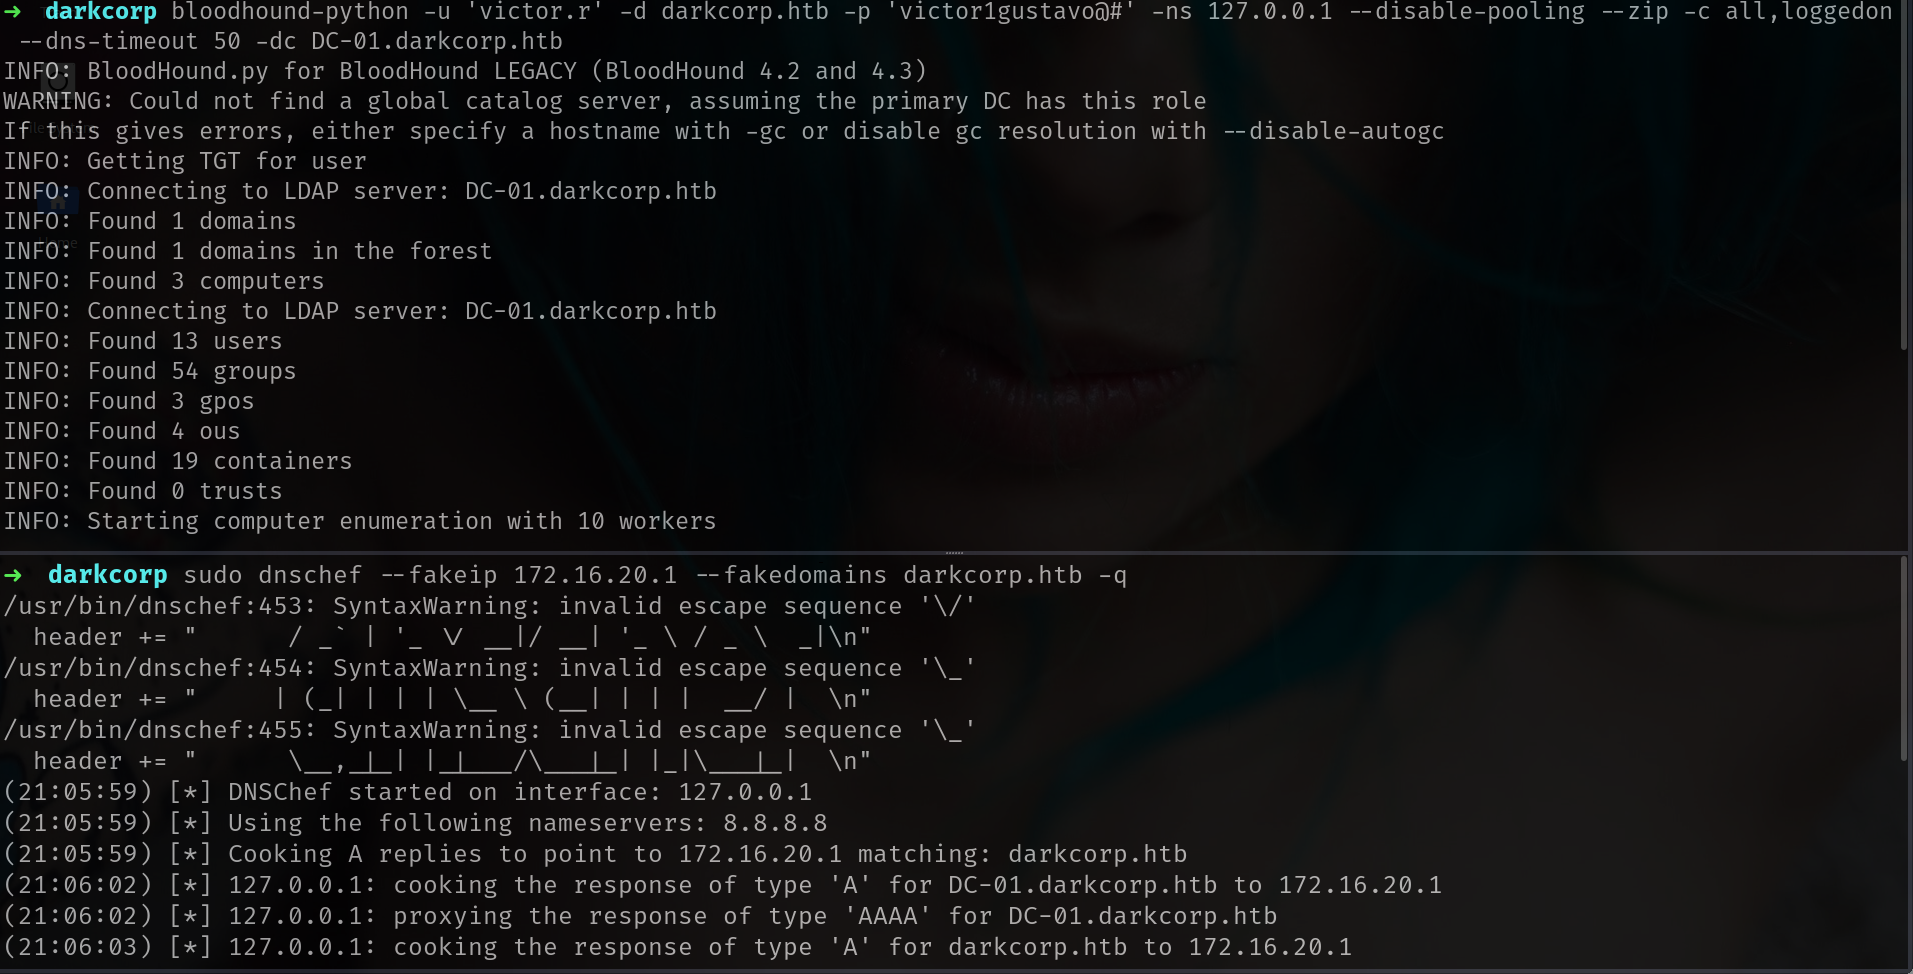 ➜  darkcorp bloodhound-python -u 'victor.r' -d darkcorp.htb -p 'victor1gustavo@#' -ns 127.0.0.1 --disable-pooling --zip -c all,loggedon
 --dns-timeout 50 -dc DC-01.darkcorp.htb
INFO: BloodHound.py for BloodHound LEGACY (BloodHound 4.2 and 4.3)
WARNING: Could not find a global catalog server, assuming the primary DC has this role
If this gives errors, either specify a hostname with -gc or disable gc resolution with --disable-autogc
INFO: Getting TGT for user
INFO: Connecting to LDAP server: DC-01.darkcorp.htb
INFO: Found 1 domains
INFO: Found 1 domains in the forest
INFO: Found 3 computers
INFO: Connecting to LDAP server: DC-01.darkcorp.htb
INFO: Found 13 users
INFO: Found 54 groups
INFO: Found 3 gpos
INFO: Found 4 ous
INFO: Found 19 containers
INFO: Found 0 trusts
INFO: Starting computer enumeration with 10 workers
➜  darkcorp sudo dnschef --fakeip 172.16.20.1 --fakedomains darkcorp.htb -q
/usr/bin/dnschef:453: SyntaxWarning: invalid escape sequence '\/'
  header += "      / _` | '_ \/ __|/ __| '_ \ / _ \  _|\n"
/usr/bin/dnschef:454: SyntaxWarning: invalid escape sequence '\_'
  header += "     | (_| | | | \__ \ (__| | | |  __/ |  \n"
/usr/bin/dnschef:455: SyntaxWarning: invalid escape sequence '\_'
  header += "      \__,_|_| |_|___/\___|_| |_|\___|_|  \n"
(21:05:59) [*] DNSChef started on interface: 127.0.0.1
(21:05:59) [*] Using the following nameservers: 8.8.8.8
(21:05:59) [*] Cooking A replies to point to 172.16.20.1 matching: darkcorp.htb
(21:06:02) [*] 127.0.0.1: cooking the response of type 'A' for DC-01.darkcorp.htb to 172.16.20.1
(21:06:02) [*] 127.0.0.1: proxying the response of type 'AAAA' for DC-01.darkcorp.htb
(21:06:03) [*] 127.0.0.1: cooking the response of type 'A' for darkcorp.htb to 172.16.20.1